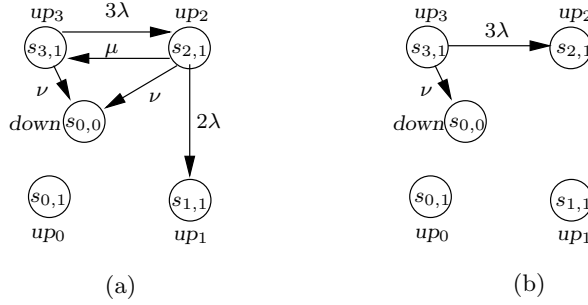 up₃ 3λ up₂
s₃,₁ μ s₂,₁
ν ν
down s₀,₀ 2λ
s₀,₁ s₁,₁
up₀ up₁
(a)
up₃ 3λ up₂
s₃,₁ s₂,₁
ν
down s₀,₀
s₀,₁ s₁,₁
up₀ up₁
(b)